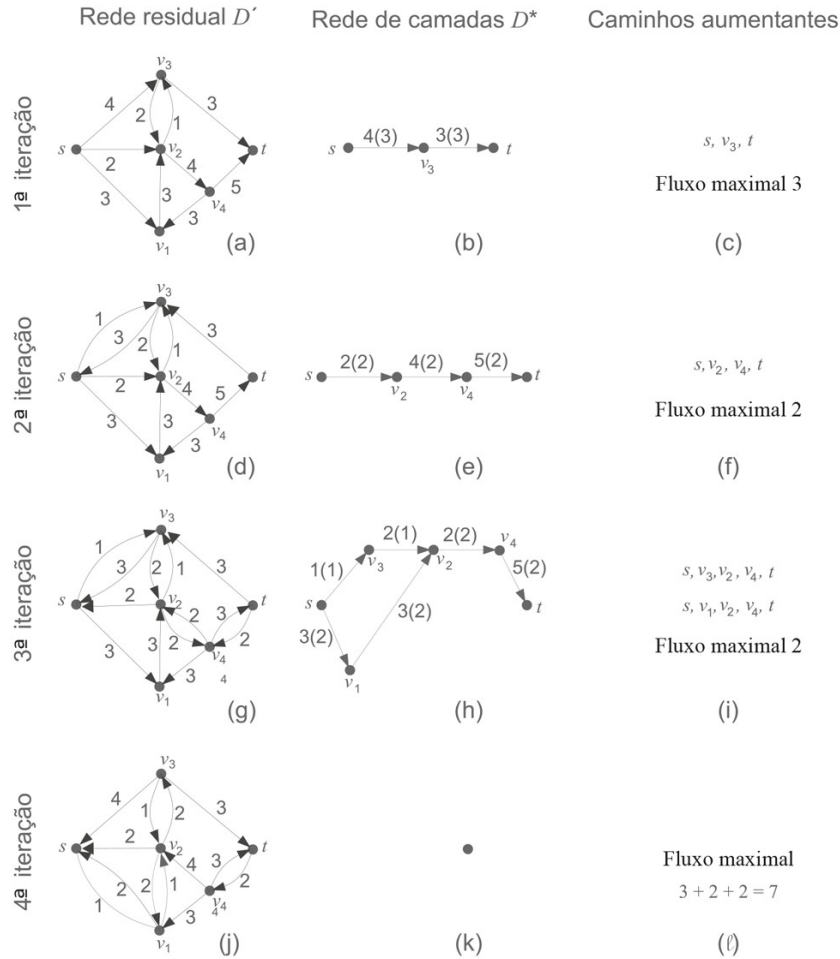 Rede residual D´
Rede de camadas D*
Caminhos aumentantes
1ª iteração
v3
4
3
2
1
s
v2
t
2
4
3
3
5
v4
3
v1
(a)
4(3)
3(3)
s
v3
t
(b)
s, v3, t
Fluxo maximal 3
(c)
2ª iteração
v3
1
3
3
2
1
s
v2
t
2
4
5
3
3
v4
3
v1
(d)
2(2)
4(2)
5(2)
s
v2
v4
t
(e)
s, v2, v4, t
Fluxo maximal 2
(f)
3ª iteração
v3
1
3
2
1
3
s
2
v2
t
2
2
3
2
3
3
v4
4
3
v1
(g)
1(1)
2(1)
2(2)
v4
v3
v2
5(2)
s
t
3(2)
3(2)
v1
(h)
s, v3, v2, v4, t
s, v1, v2, v4, t
Fluxo maximal 2
(i)
4ª iteração
v3
4
1
2
3
s
2
v2
t
4
3
2
2
2
1
v4
4
1
3
v1
(j)
(k)
Fluxo maximal
3 + 2 + 2 = 7
(ℓ)